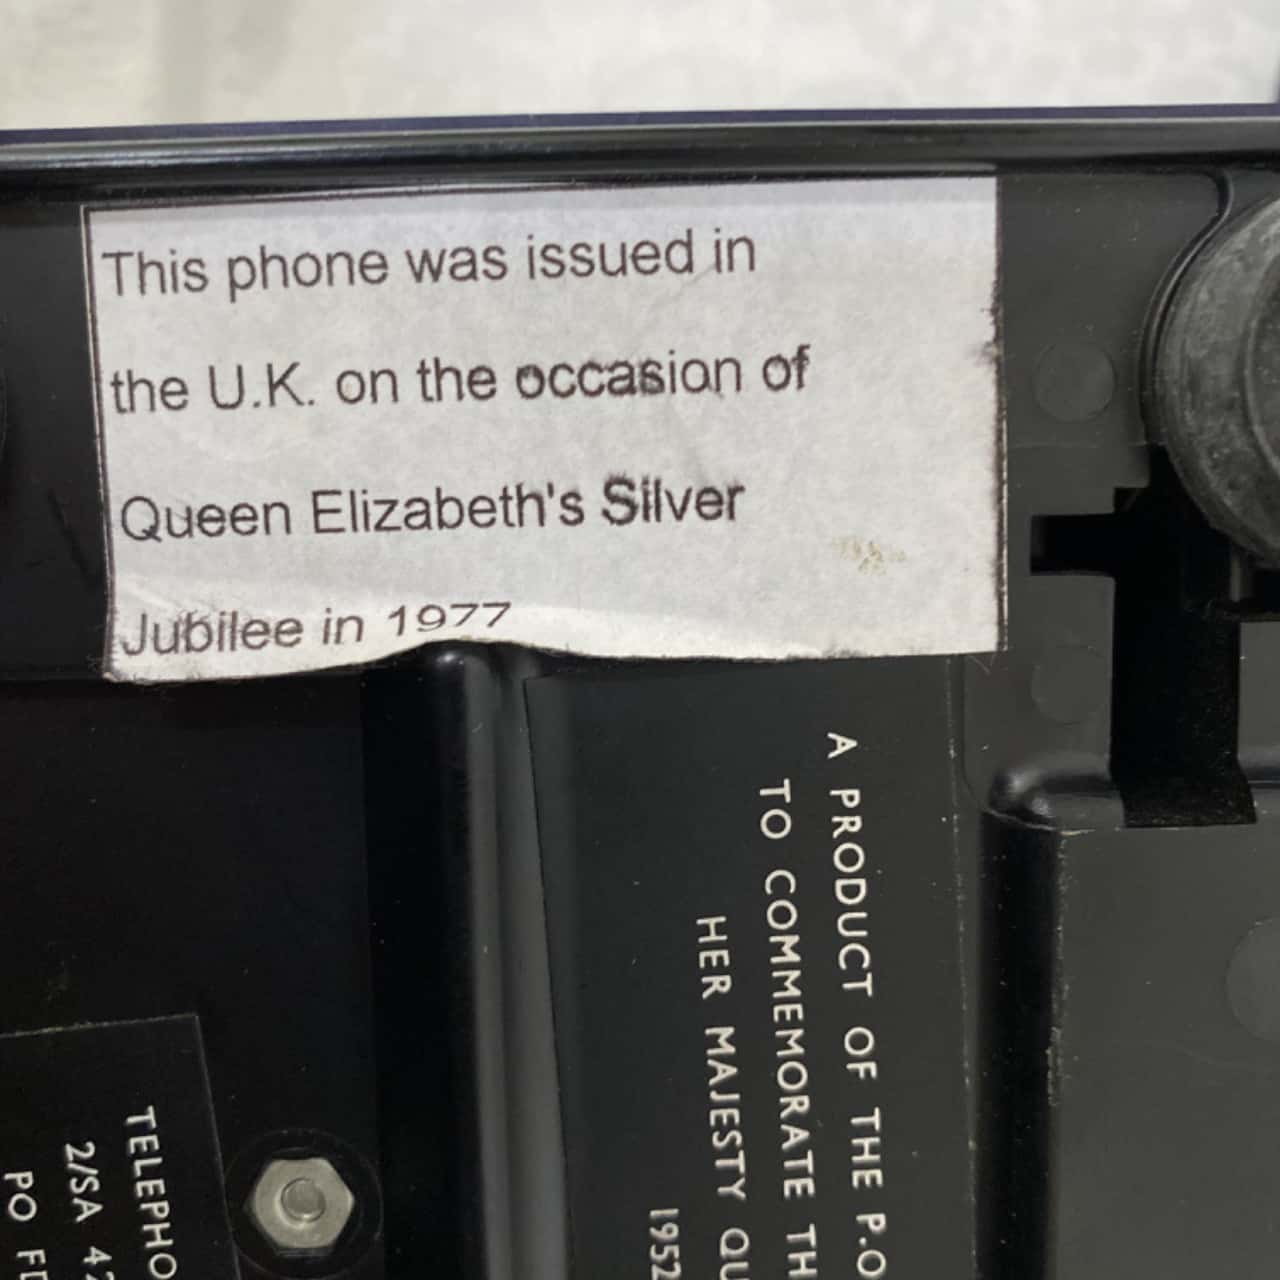 This phone was issued in
the U.K. on the occasion of
Queen Elizabeth's Silver
Jubilee in 1977
A PRODUCT OF THE P.O
TO COMMEMORATE TH
HER MAJESTY QU
1952
TELEPHO
2/SA 42
PO